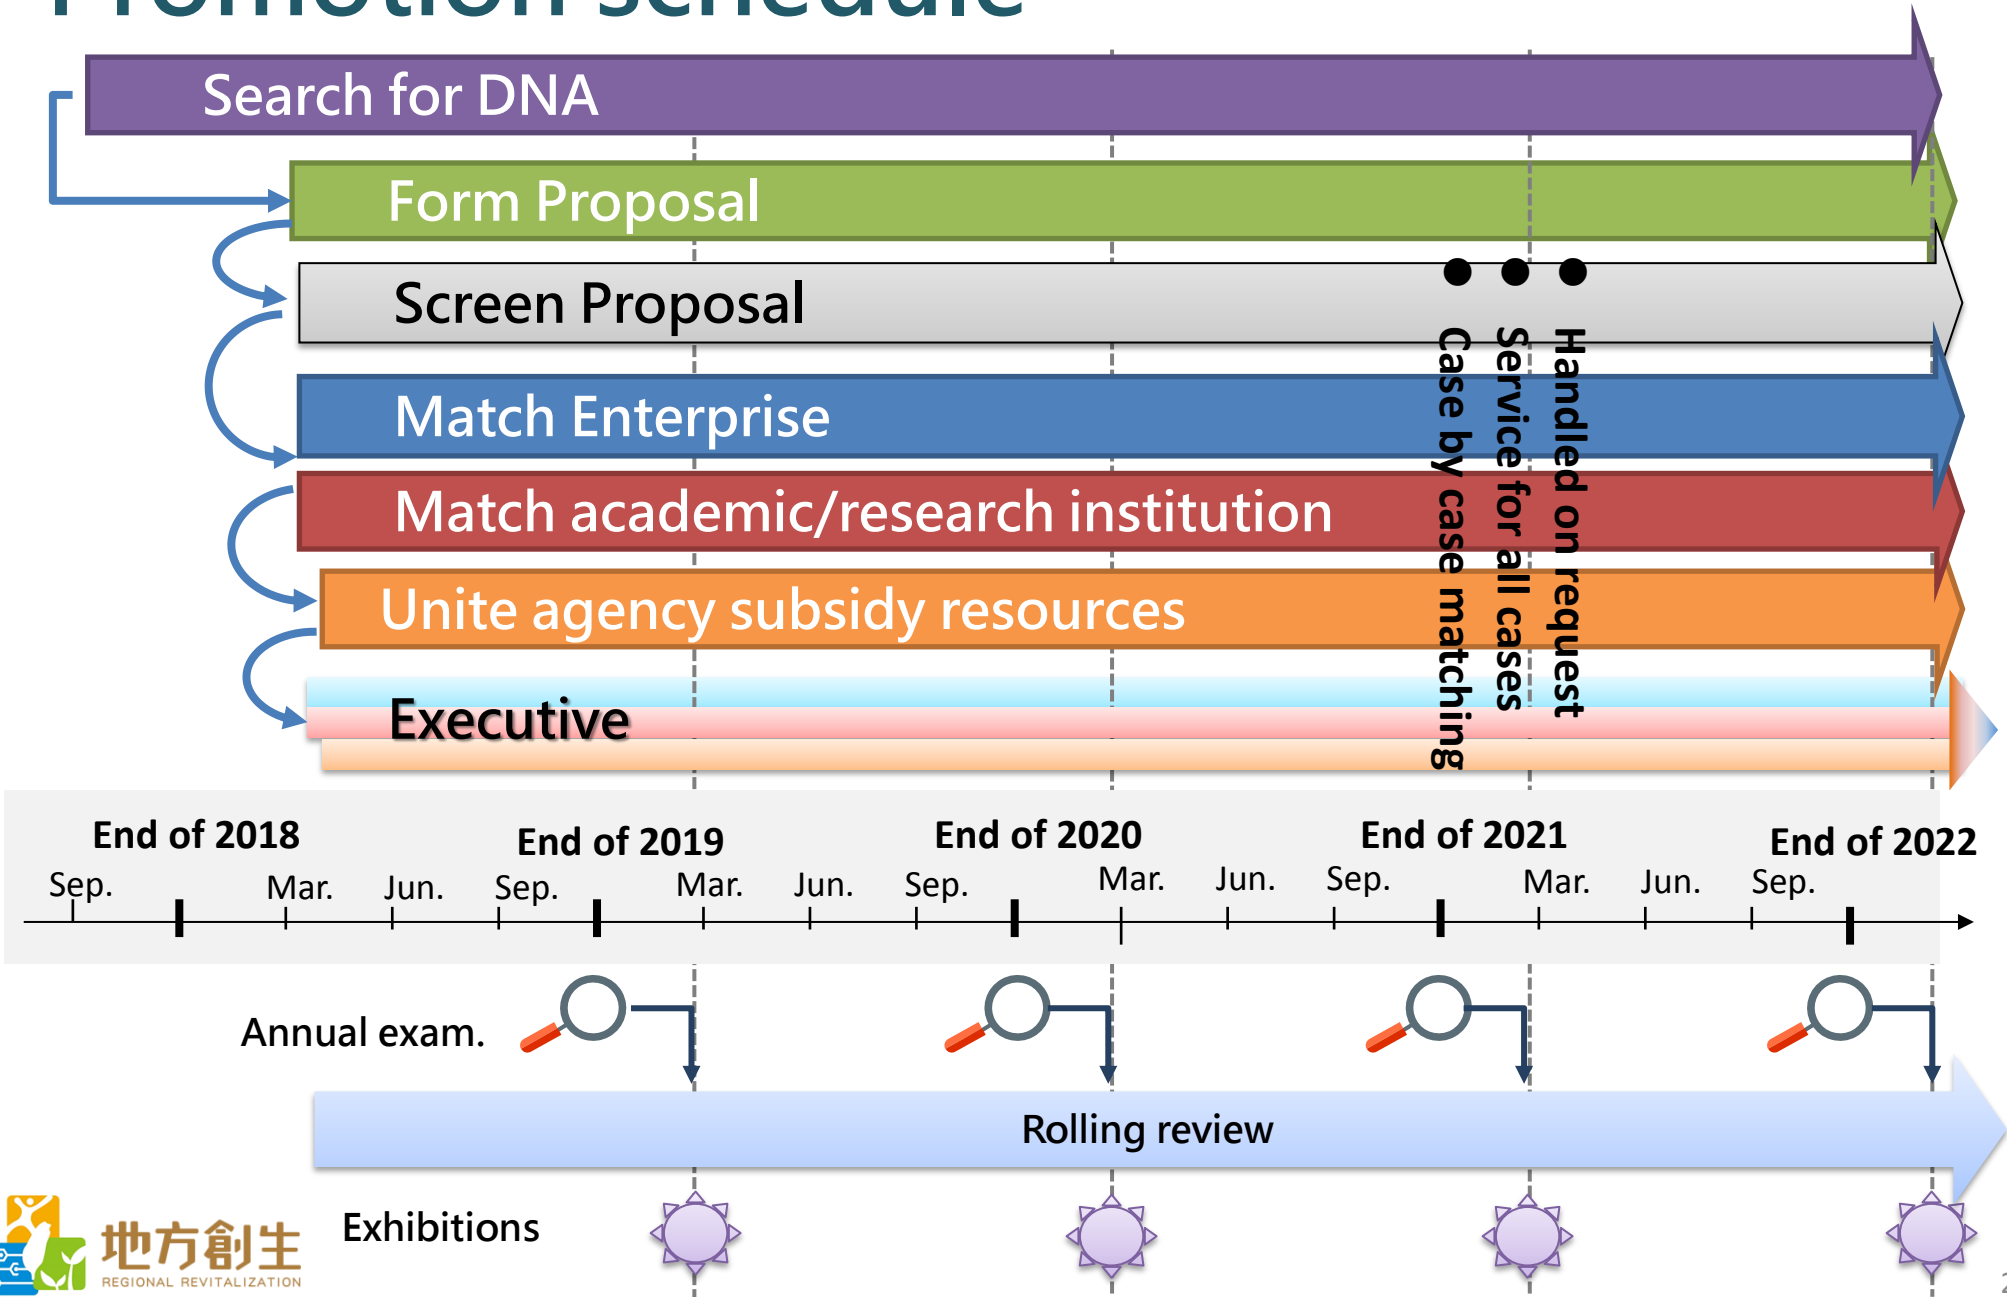 Promotion schedule
Search for DNA
Form Proposal
Screen Proposal
Match Enterprise
Match academic/research institution
Unite agency subsidy resources
Executive
• Handled on request
• Service for all cases
• Case by case matching
End of 2018
End of 2019
End of 2020
End of 2021
End of 2022
Sep. Mar. Jun. Sep. Mar. Jun. Sep. Mar. Jun. Sep. Mar. Jun. Sep.
Annual exam.
Rolling review
Exhibitions
地方創生
REGIONAL REVITALIZATION